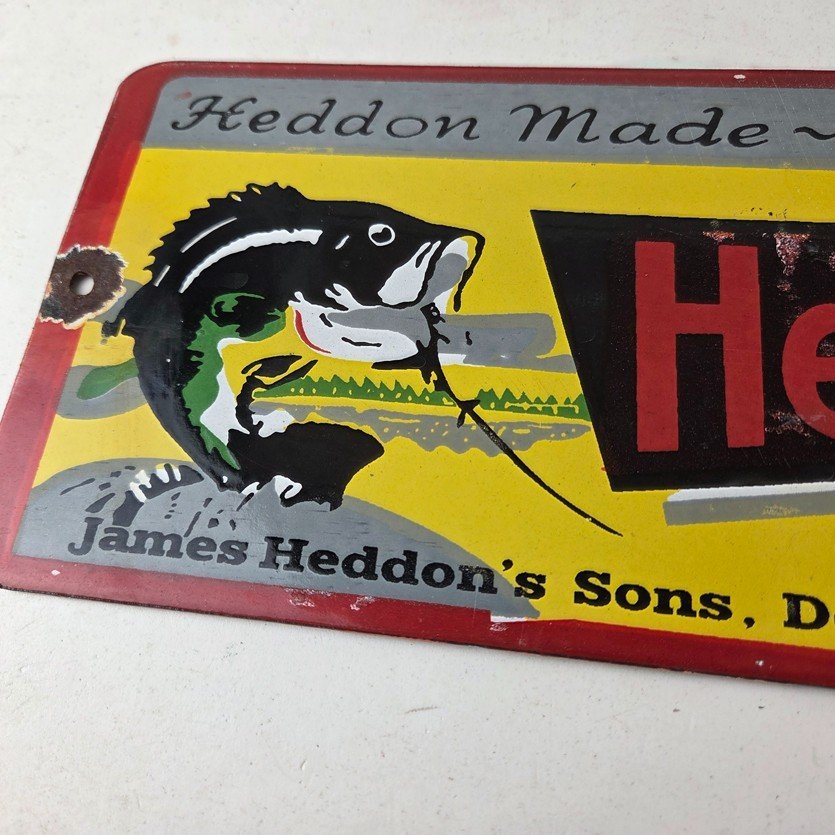 Heddon Made ~
He
James Heddon's Sons, D